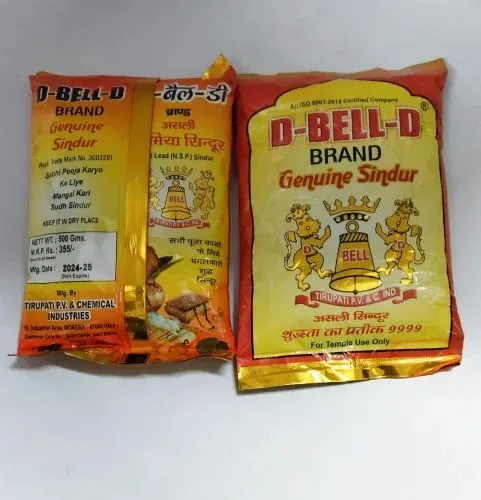 D-BELL-D
BRAND
Genuine
Sindur
Regd. Trade Mark No. 3003291
Sabhi Pooja Karyo
Ke Liye
Mangal Kari
Sudh Sindur
KEEP IT IN DRY PLACE
NETT WT. : 500 Gms.
M.R.P. Rs. : 355/-
Mfg. Date : 2024-25
(Not Expire)
Mfg. By :
TIRUPATI P.V. & CHEMICAL
INDUSTRIES
-बैल-डी
ब्राण्ड
असली
मिया सिन्दूर
Lead (N.S.P.) Sindur
BELL
सभी पूजा कार्यो
के लिये
मंगलकारी
शुद्ध
An ISO 9001:2015 Certified Company
D-BELL-D®
BRAND
Genuine Sindur
BELL
D
TIRUPATI P.V. & C. IND
असली सिन्दूर
शुद्धता का प्रतीक 9999
For Temple Use Only